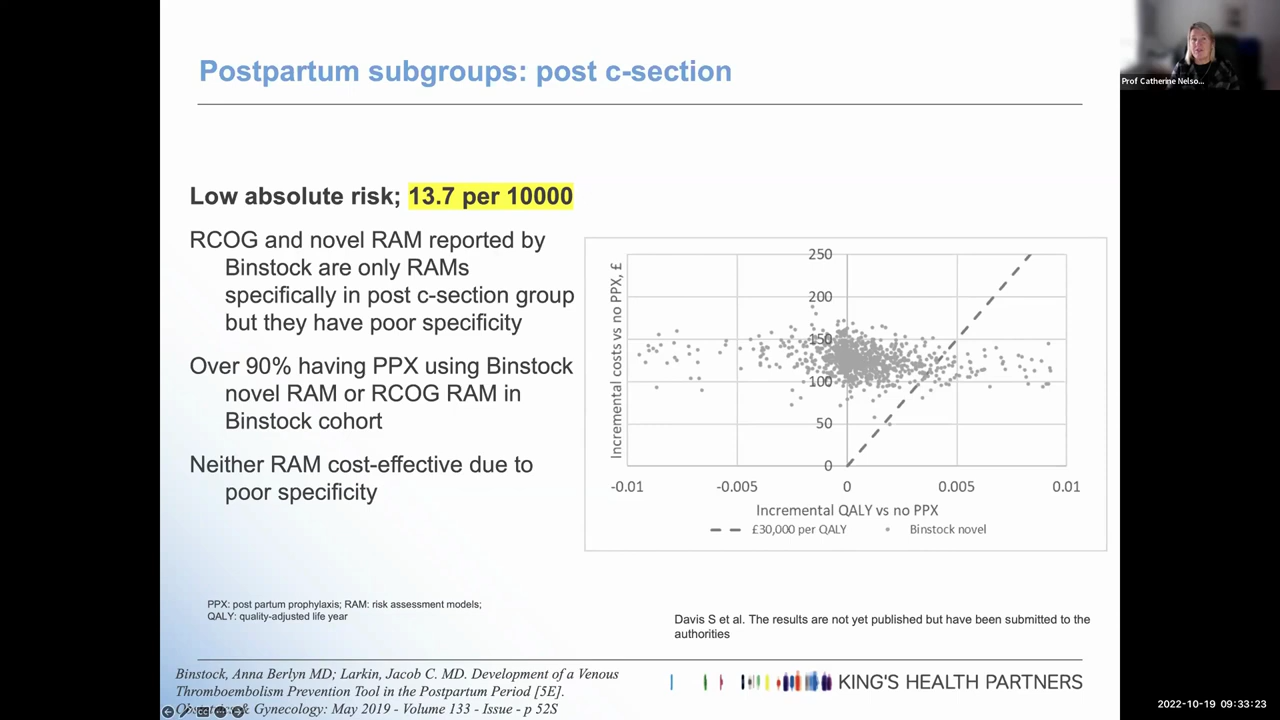 Postpartum subgroups: post c-section
Prof Catherine Nelso...
Low absolute risk; 13.7 per 10000
RCOG and novel RAM reported by
Binstock are only RAMs
specifically in post c-section group
but they have poor specificity
Over 90% having PPX using Binstock
novel RAM or RCOG RAM in
Binstock cohort
Neither RAM cost-effective due to
poor specificity
Incremental costs vs no PPX, £
250
200
150
100
50
0
-0.01 -0.005 0 0.005 0.01
Incremental QALY vs no PPX
£30,000 per QALY Binstock novel
PPX: post partum prophylaxis; RAM: risk assessment models;
QALY: quality-adjusted life year
Davis S et al. The results are not yet published but have been submitted to the
authorities
Binstock, Anna Berlyn MD; Larkin, Jacob C. MD. Development of a Venous
Thromboembolism Prevention Tool in the Postpartum Period [5E].
& Gynecology: May 2019 - Volume 133 - Issue - p 52S
KING'S HEALTH PARTNERS
2022-10-19 09:33:23